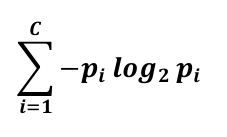 C
∑ -pᵢ log₂ pᵢ
i=1